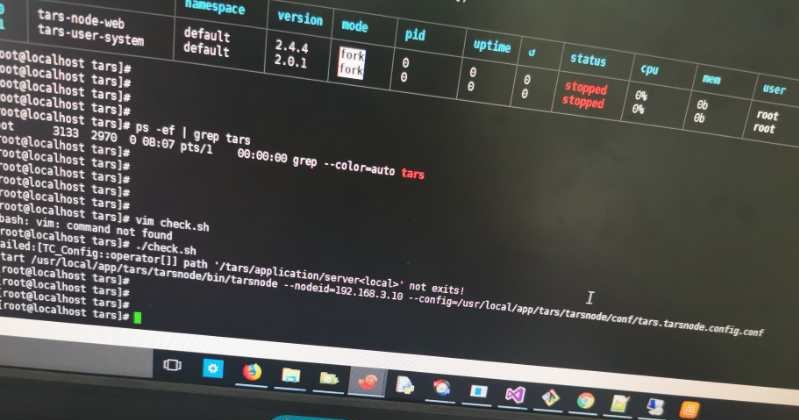 namespace version mode pid uptime ↺ status cpu mem user
0 tars-node-web default 2.4.4 fork 0 0 0 stopped 0% 0b root
1 tars-user-system default 2.0.1 fork 0 0 0 stopped 0% 0b root
root@localhost tars]#
root@localhost tars]#
root@localhost tars]#
root@localhost tars]#
root@localhost tars]# ps -ef | grep tars
oot 3133 2970 0 08:07 pts/1 00:00:00 grep --color=auto tars
root@localhost tars]#
root@localhost tars]#
root@localhost tars]#
root@localhost tars]#
root@localhost tars]# vim check.sh
bash: vim: command not found
root@localhost tars]# ./check.sh
ailed:[TC_Config::operator[]] path '/tars/application/server<local>' not exits!
tart /usr/local/app/tars/tarsnode/bin/tarsnode --nodeid=192.168.3.10 --config=/usr/local/app/tars/tarsnode/conf/tars.tarsnode.config.conf
[root@localhost tars]#
[root@localhost tars]#
[root@localhost tars]#
[root@localhost tars]#